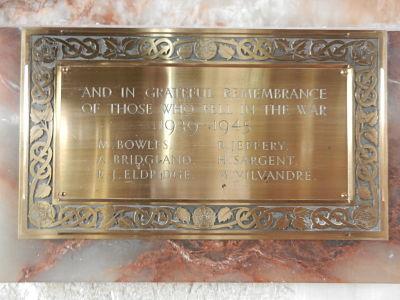 AND IN GRATEFUL REMEMBRANCE
OF THOSE WHO FELL IN THE WAR
1939-1945
M. BOWLES. JEFFERY.
A. BRIDGLAND. H. SARGENT.
J. ELDRIDGE. VILVANDRE.